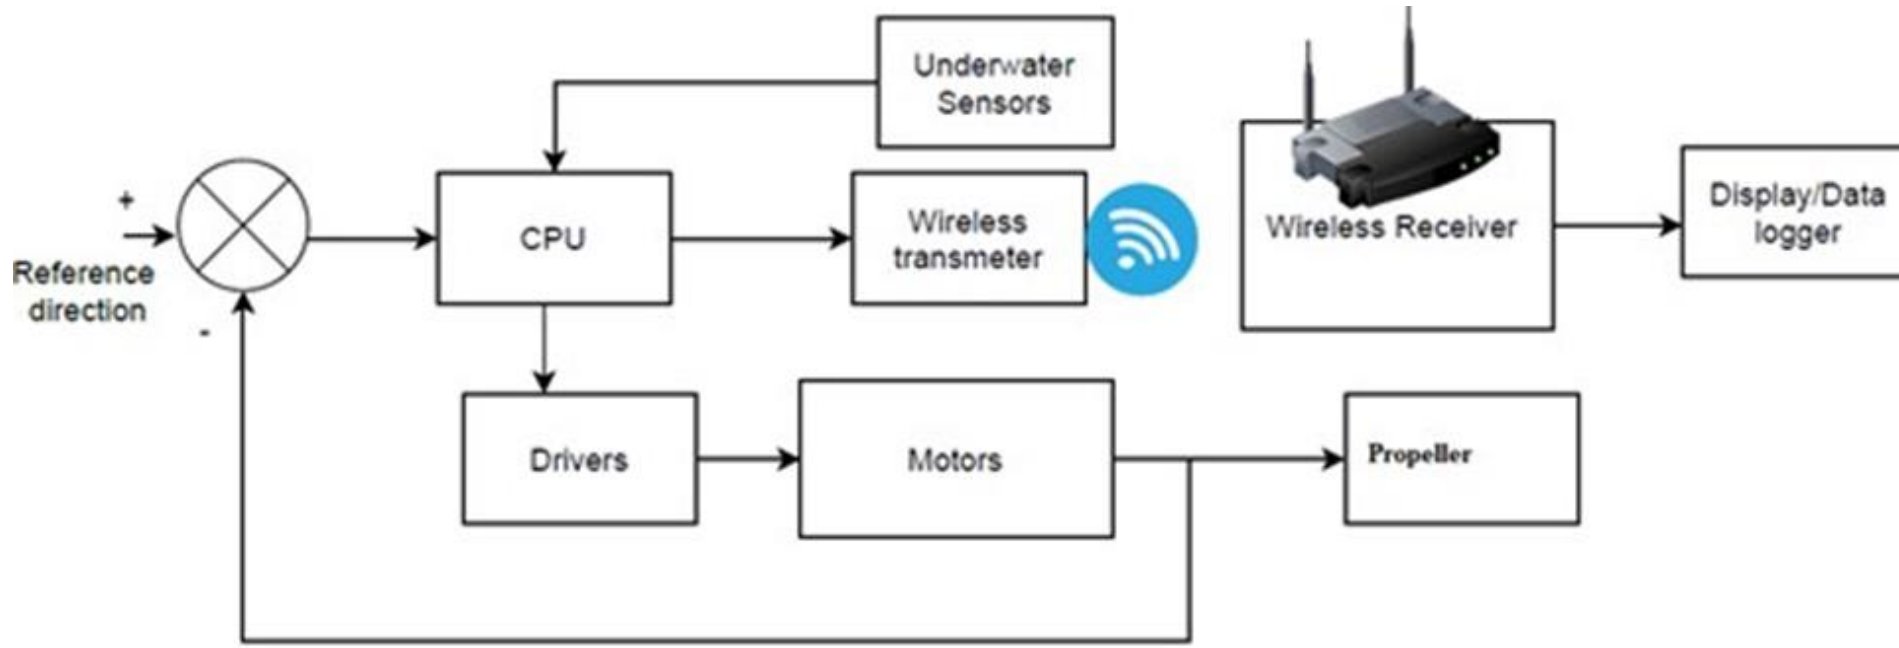 Underwater
Sensors
+
Reference
direction
-
CPU
Wireless
transmeter
Wireless Receiver
Display/Data
logger
Drivers
Motors
Propeller